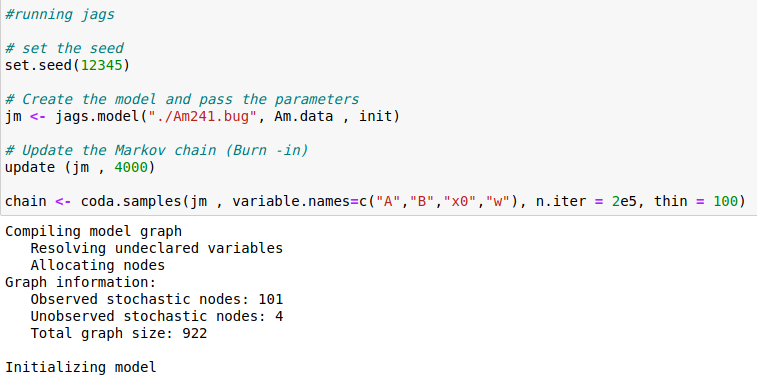 #running jags
# set the seed
set.seed(12345)
# Create the model and pass the parameters
jm <- jags.model("./Am241.bug", Am.data , init)
# Update the Markov chain (Burn -in)
update (jm , 4000)
chain <- coda.samples(jm , variable.names=c("A","B","x0","w"), n.iter = 2e5, thin = 100)
Compiling model graph
   Resolving undeclared variables
   Allocating nodes
Graph information:
   Observed stochastic nodes: 101
   Unobserved stochastic nodes: 4
   Total graph size: 922
Initializing model